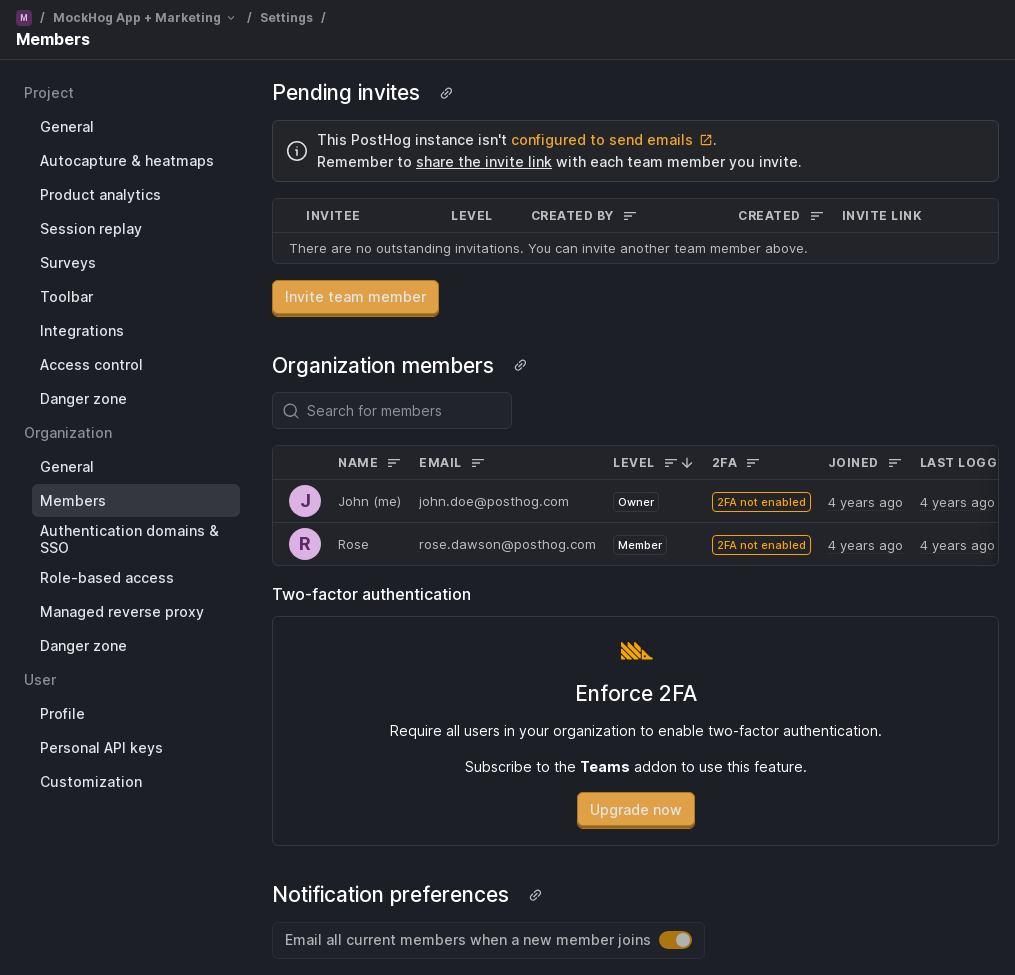 M / MockHog App + Marketing / Settings /
Members
Project
General
Autocapture & heatmaps
Product analytics
Session replay
Surveys
Toolbar
Integrations
Access control
Danger zone
Organization
General
Members
Authentication domains &
SSO
Role-based access
Managed reverse proxy
Danger zone
User
Profile
Personal API keys
Customization
Pending invites
This PostHog instance isn't configured to send emails.
Remember to share the invite link with each team member you invite.
INVITEE LEVEL CREATED BY CREATED INVITE LINK
There are no outstanding invitations. You can invite another team member above.
Invite team member
Organization members
Search for members
NAME EMAIL LEVEL 2FA JOINED LAST LOGG
J John (me) john.doe@posthog.com Owner 2FA not enabled 4 years ago 4 years ago
R Rose rose.dawson@posthog.com Member 2FA not enabled 4 years ago 4 years ago
Two-factor authentication
Enforce 2FA
Require all users in your organization to enable two-factor authentication.
Subscribe to the Teams addon to use this feature.
Upgrade now
Notification preferences
Email all current members when a new member joins